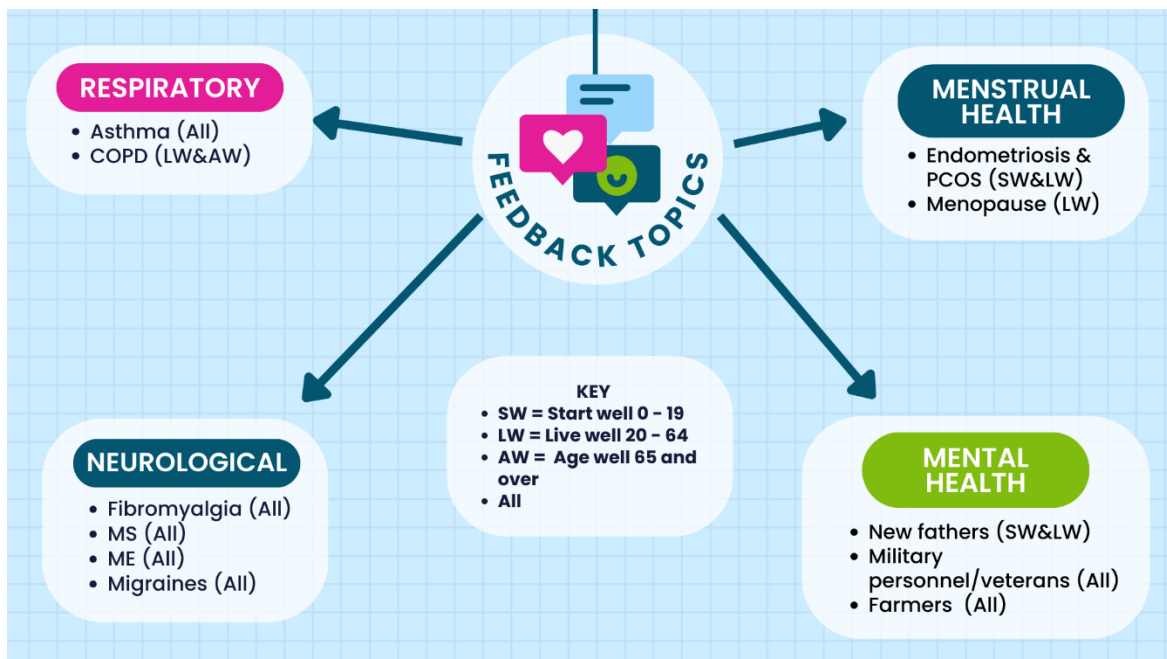 RESPIRATORY
• Asthma (All)
• COPD (LW&AW)
FEEDBACK TOPICS
MENSTRUAL
HEALTH
• Endometriosis &
PCOS (SW&LW)
• Menopause (LW)
NEUROLOGICAL
• Fibromyalgia (All)
• MS (All)
• ME (All)
• Migraines (All)
KEY
• SW = Start well 0 - 19
• LW = Live well 20 - 64
• AW = Age well 65 and
over
• All
MENTAL
HEALTH
• New fathers (SW&LW)
• Military
personnel/veterans (All)
• Farmers (All)